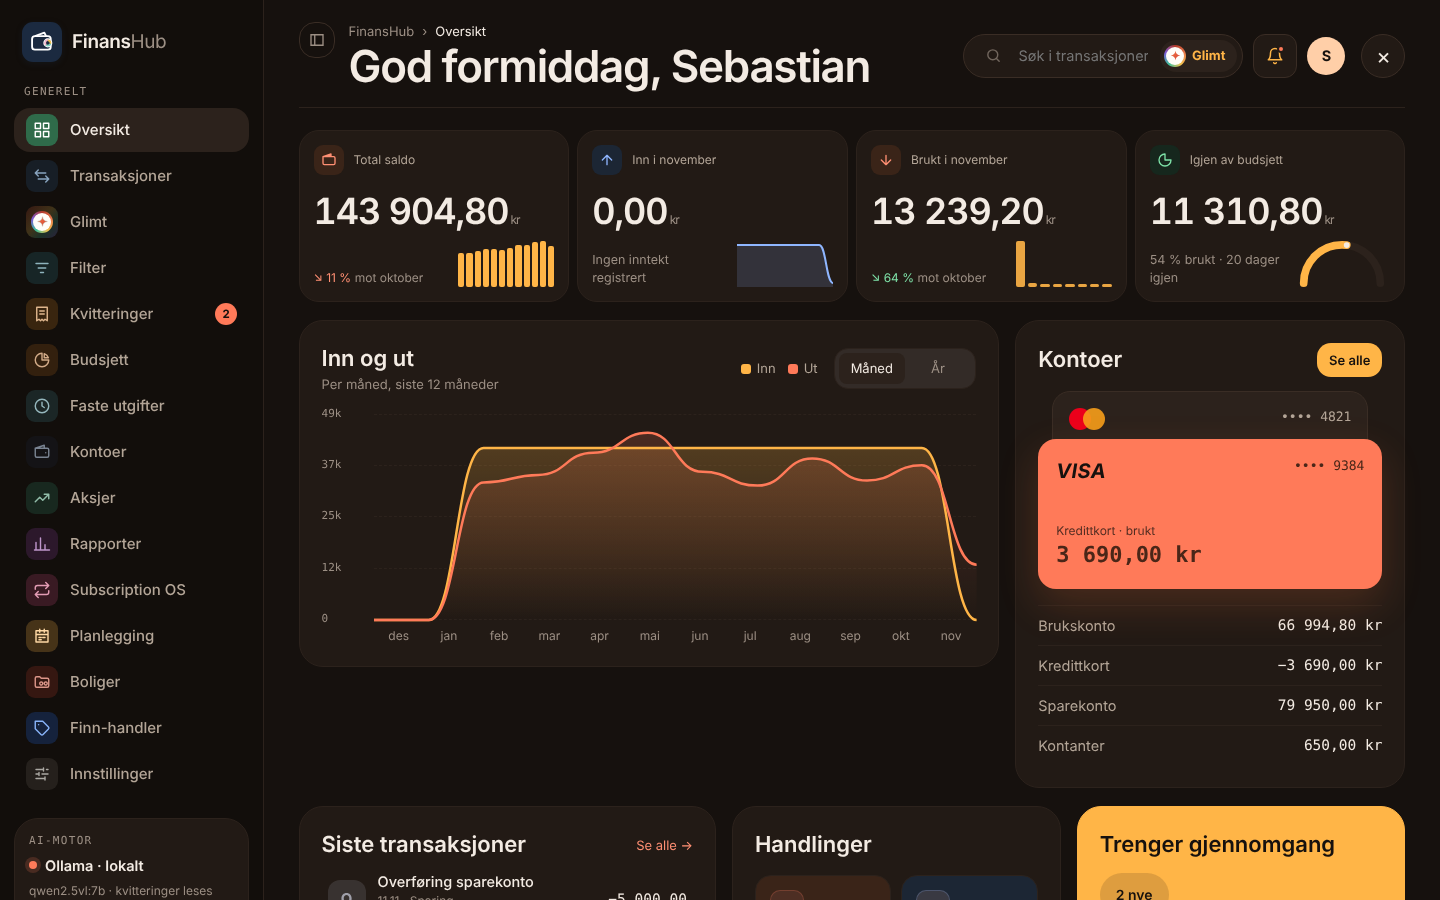 FinansHub
GENERELT
Oversikt
Transaksjoner
Glimt
Filter
Kvitteringer 2
Budsjett
Faste utgifter
Kontoer
Aksjer
Rapporter
Subscription OS
Planlegging
Boliger
Finn-handler
Innstillinger
AI-MOTOR
Ollama · lokalt
qwen2.5vl:7b · kvitteringer leses
FinansHub › Oversikt
God formiddag, Sebastian
Søk i transaksjoner
Glimt
S
Total saldo
143 904,80 kr
↘ 11 % mot oktober
Inn i november
0,00 kr
Ingen inntekt
registrert
Brukt i november
13 239,20 kr
↘ 64 % mot oktober
Igjen av budsjett
11 310,80 kr
54 % brukt · 20 dager
igjen
Inn og ut
Per måned, siste 12 måneder
Inn Ut
Måned År
49k
37k
25k
12k
0
des jan feb mar apr mai jun jul aug sep okt nov
Kontoer
Se alle
•••• 4821
VISA
•••• 9384
Kredittkort · brukt
3 690,00 kr
Brukskonto 66 994,80 kr
Kredittkort −3 690,00 kr
Sparekonto 79 950,00 kr
Kontanter 650,00 kr
Siste transaksjoner
Se alle →
Overføring sparekonto
11.11 · Sparing
−5 000,00
Handlinger
Trenger gjennomgang
2 nye